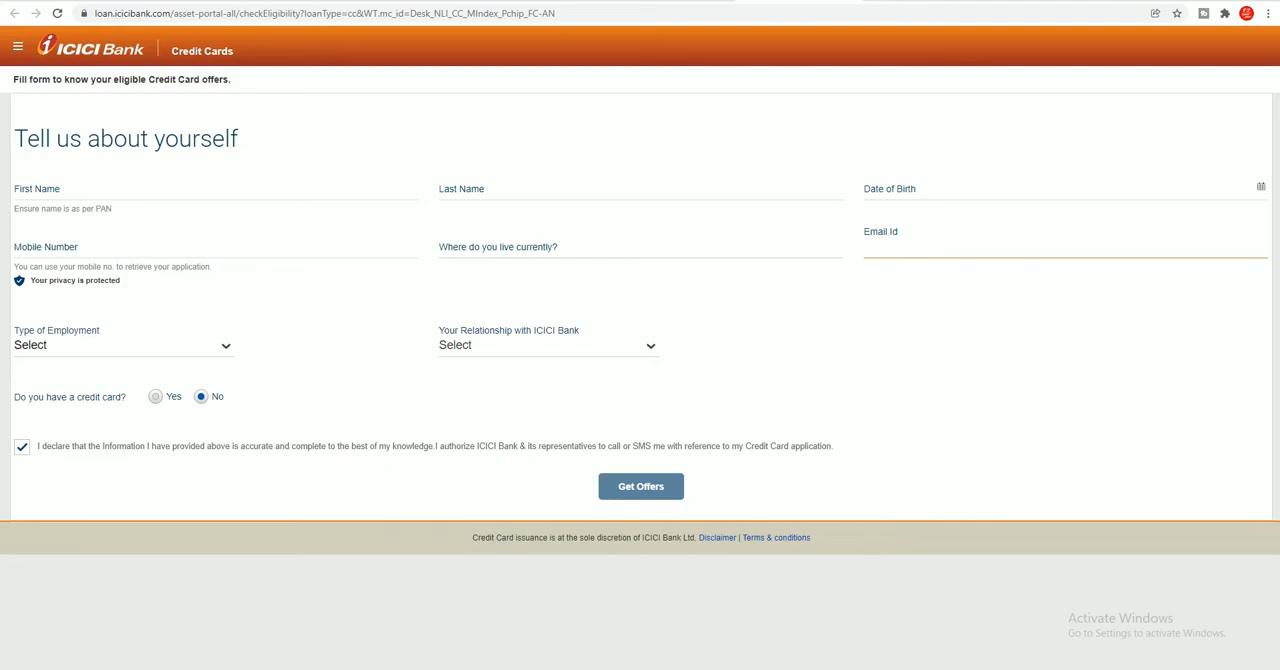 loan.icicibank.com/asset-portal-all/checkEligibility?loanType=cc&WT.mc_id=Desk_NLI_CC_MIndex_Pchip_FC-AN
ICICI Bank
Credit Cards
Fill form to know your eligible Credit Card offers.
Tell us about yourself
First Name
Last Name
Date of Birth
Ensure name is as per PAN
Email Id
Mobile Number
Where do you live currently?
You can use your mobile no. to retrieve your application.
Your privacy is protected
Type of Employment
Your Relationship with ICICI Bank
Select
Select
Do you have a credit card? Yes No
I declare that the Information I have provided above is accurate and complete to the best of my knowledge.I authorize ICICI Bank & its representatives to call or SMS me with reference to my Credit Card application.
Get Offers
Credit Card issuance is at the sole discretion of ICICI Bank Ltd. Disclaimer | Terms & conditions
Activate Windows
Go to Settings to activate Windows.